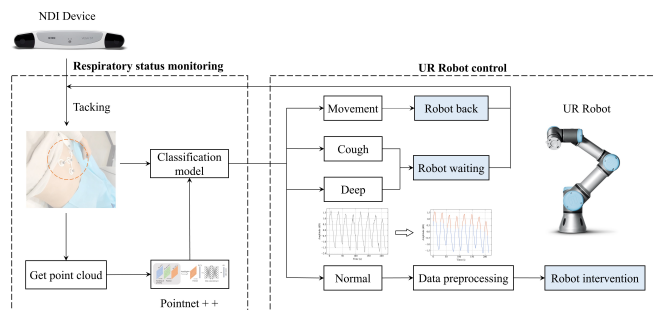 NDI Device
Respiratory status monitoring
UR Robot control
Tacking
Movement
Robot back
UR Robot
Classification
model
Cough
Robot waiting
Deep
Get point cloud
Pointnet + +
Normal
Data preprocessing
Robot intervention